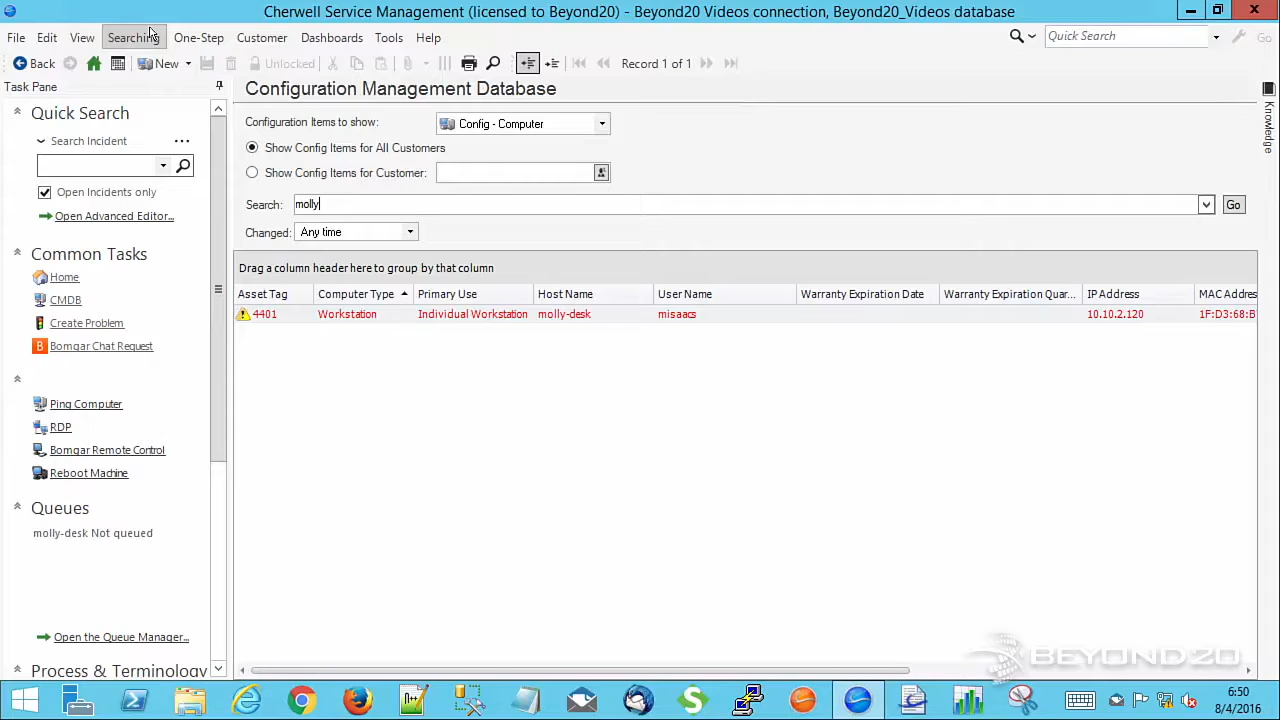 Cherwell Service Management (licensed to Beyond20) - Beyond20 Videos connection, Beyond20_Videos database
File Edit View Searching One-Step Customer Dashboards Tools Help
Quick Search
Go
Back
New
Unlocked
Record 1 of 1
Task Pane
Quick Search
Search Incident
Open Incidents only
Open Advanced Editor...
Common Tasks
Home
CMDB
Create Problem
B Bomgar Chat Request
Ping Computer
RDP
Bomgar Remote Control
Reboot Machine
Queues
molly-desk Not queued
Open the Queue Manager...
Process & Terminology
Configuration Management Database
Configuration Items to show: Config - Computer
Show Config Items for All Customers
Show Config Items for Customer:
Search: molly Go
Changed: Any time
Drag a column header here to group by that column
Asset Tag Computer Type Primary Use Host Name User Name Warranty Expiration Date Warranty Expiration Quar... IP Address MAC Addres
4401 Workstation Individual Workstation molly-desk misaacs 10.10.2.120 1F:D3:68:B
Knowledge
BEYOND20
6:50
8/4/2016